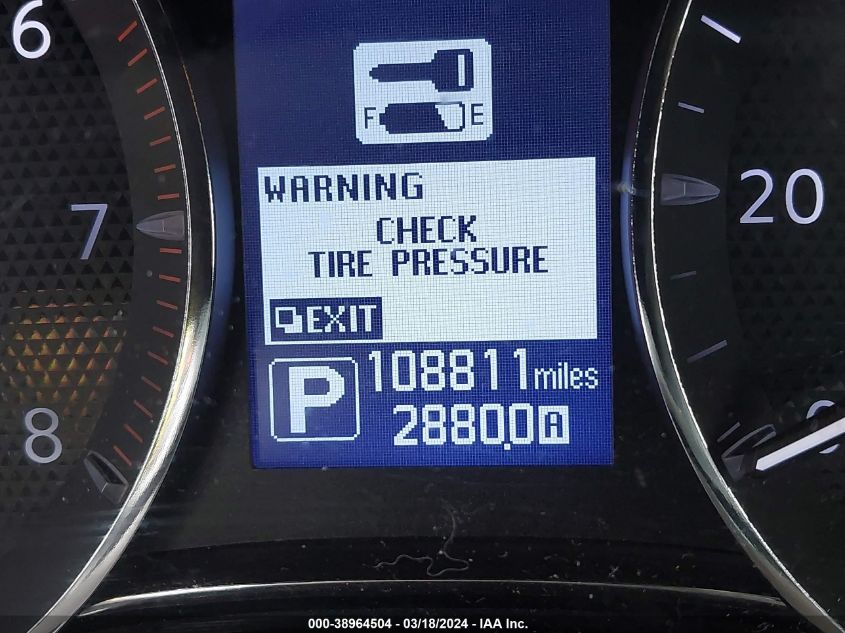 6
7
8
F E
WARNING
CHECK
TIRE PRESSURE
EXIT
P
108811 miles
2880.0 A
20
0
000-38964504 - 03/18/2024 - IAA Inc.